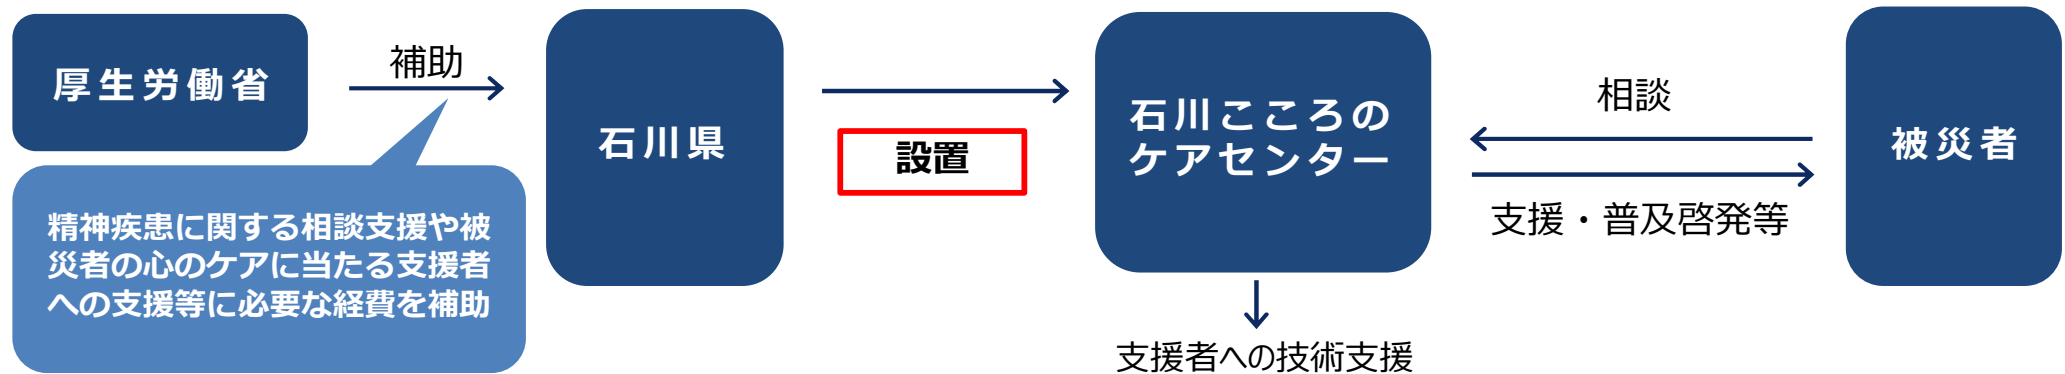 厚生労働省
補助
精神疾患に関する相談支援や被
災者の心のケアに当たる支援者
への支援等に必要な経費を補助
石川県
設置
石川こころの
ケアセンター
支援者への技術支援
相談
支援・普及啓発等
被災者